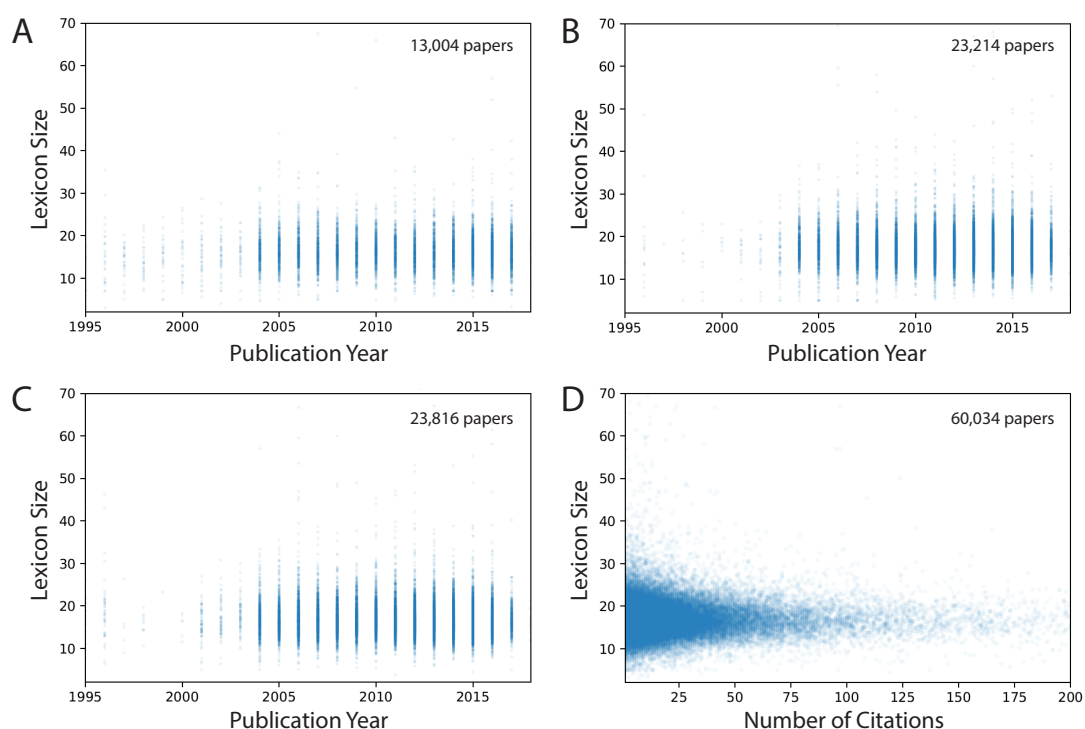 A
13,004 papers
Lexicon Size
70
60
50
40
30
20
10
1995 2000 2005 2010 2015
Publication Year
B
23,214 papers
Lexicon Size
70
60
50
40
30
20
10
1995 2000 2005 2010 2015
Publication Year
C
23,816 papers
Lexicon Size
70
60
50
40
30
20
10
1995 2000 2005 2010 2015
Publication Year
D
60,034 papers
Lexicon Size
70
60
50
40
30
20
10
25 50 75 100 125 150 175 200
Number of Citations